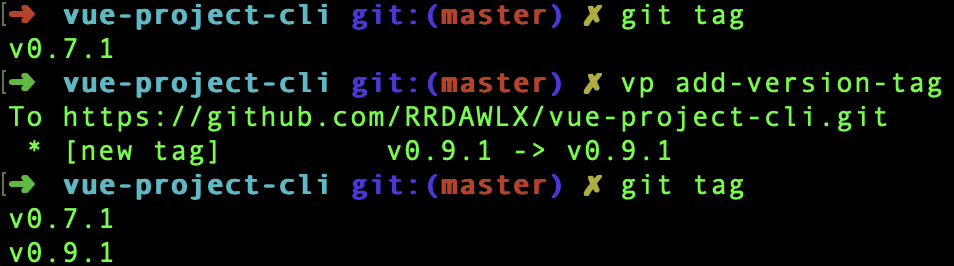 ➜ vue-project-cli git:(master) ✗ git tag
v0.7.1
[➜ vue-project-cli git:(master) ✗ vp add-version-tag
To https://github.com/RRDAWLX/vue-project-cli.git
* [new tag] v0.9.1 -> v0.9.1
[➜ vue-project-cli git:(master) ✗ git tag
v0.7.1
v0.9.1